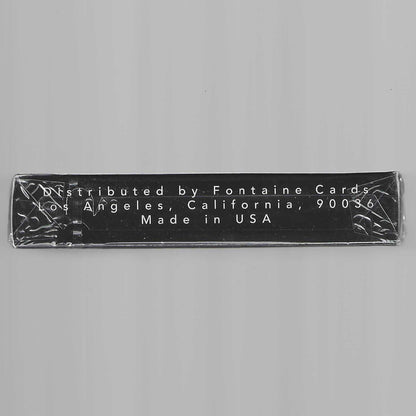 Distributed by Fontaine Cards
Los Angeles, California, 90036
Made in USA